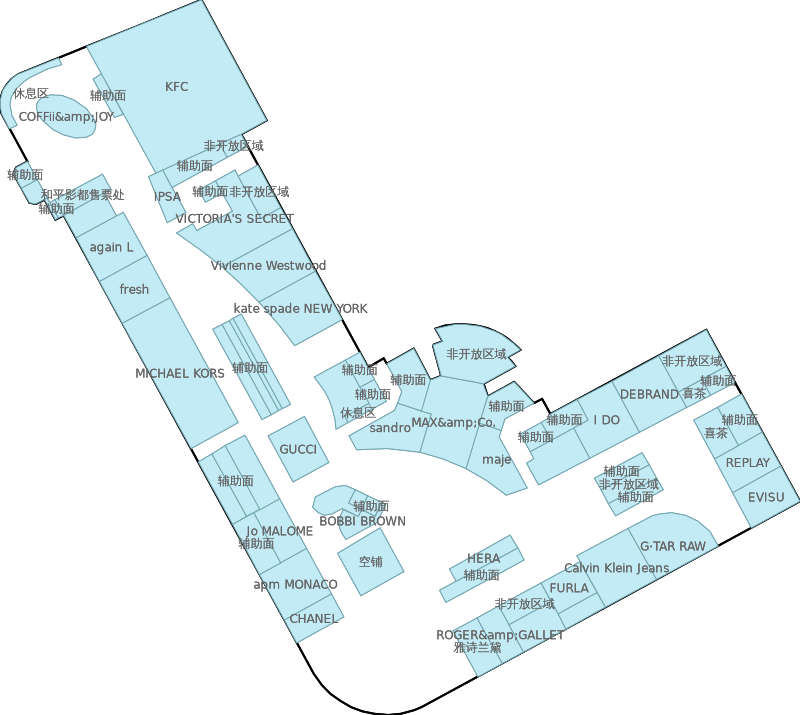 KFC
休息区
辅助面
COFFii&amp;JOY
非开放区域
辅助面
辅助面
和平影都售票处
辅助面
IPSA
辅助面
非开放区域
VICTORIA'S SECRET
again L
Vivienne Westwood
fresh
kate spade NEW YORK
MICHAEL KORS
辅助面
辅助面
辅助面
休息区
辅助面
非开放区域
sandro
MAX&amp;Co.
辅助面
maje
辅助面
辅助面
I DO
DEBRAND
非开放区域
辅助面
喜茶
辅助面
喜茶
REPLAY
EVISU
GUCCI
辅助面
辅助面
非开放区域
辅助面
辅助面
BOBBI BROWN
Jo MALOME
辅助面
空铺
HERA
辅助面
G·TAR RAW
Calvin Klein Jeans
apm MONACO
FURLA
非开放区域
CHANEL
ROGER&amp;GALLET
雅诗兰黛